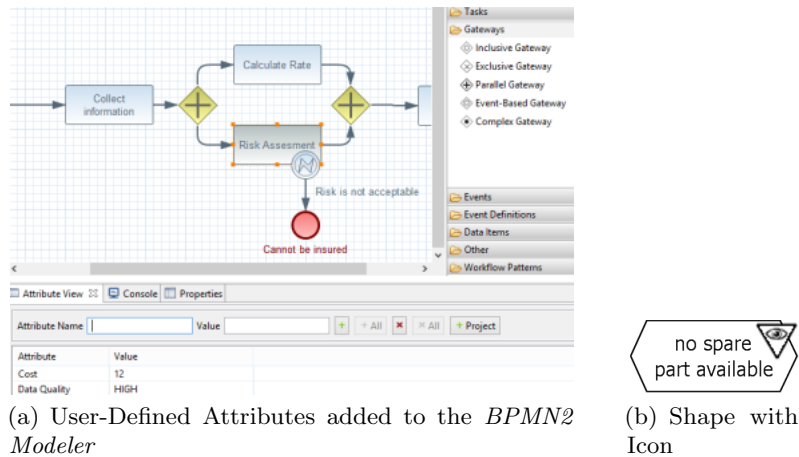 Tasks
Gateways
Inclusive Gateway
Exclusive Gateway
Parallel Gateway
Event-Based Gateway
Complex Gateway
Events
Event Definitions
Data Items
Other
Workflow Patterns
Collect
information
Calculate Rate
Risk Assesment
Risk is not acceptable
Cannot be insured
Attribute View Console Properties
Attribute Name Value + + All × × All + Project
Attribute Value
Cost 12
Data Quality HIGH
(a) User-Defined Attributes added to the BPMN2
Modeler
no spare
part available
(b) Shape with
Icon